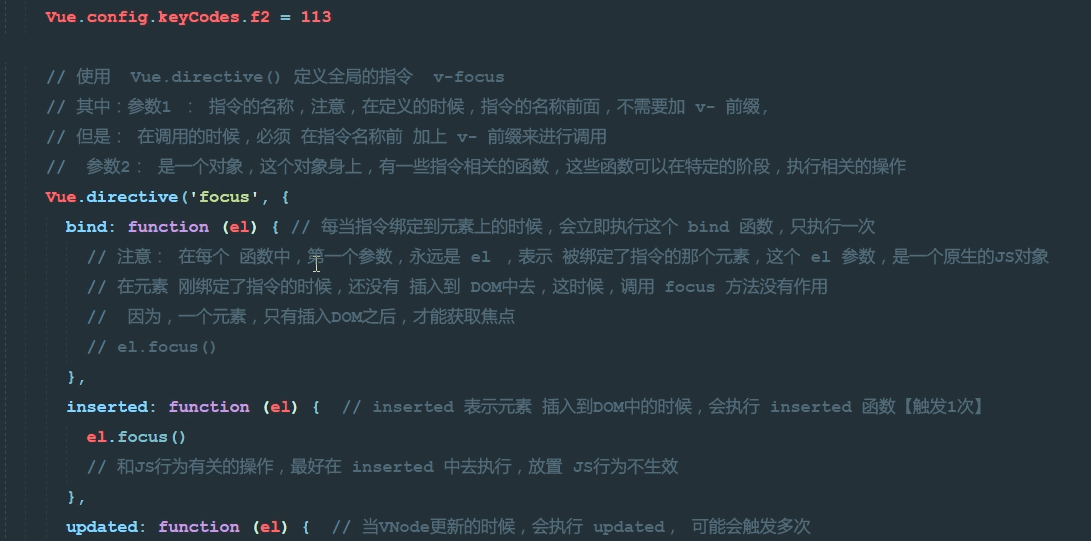 Vue.config.keyCodes.f2 = 113
// 使用  Vue.directive() 定义全局的指令  v-focus
// 其中：参数1 ： 指令的名称，注意，在定义的时候，指令的名称前面，不需要加 v- 前缀，
// 但是： 在调用的时候，必须 在指令名称前 加上 v- 前缀来进行调用
//  参数2： 是一个对象，这个对象身上，有一些指令相关的函数，这些函数可以在特定的阶段，执行相关的操作
Vue.directive('focus', {
bind: function (el) { // 每当指令绑定到元素上的时候，会立即执行这个 bind 函数，只执行一次
// 注意： 在每个 函数中，第一个参数，永远是 el ，表示 被绑定了指令的那个元素，这个 el 参数，是一个原生的JS对象
// 在元素 刚绑定了指令的时候，还没有 插入到 DOM中去，这时候，调用 focus 方法没有作用
//  因为，一个元素，只有插入DOM之后，才能获取焦点
// el.focus()
},
inserted: function (el) {  // inserted 表示元素 插入到DOM中的时候，会执行 inserted 函数【触发1次】
el.focus()
// 和JS行为有关的操作，最好在 inserted 中去执行，放置 JS行为不生效
},
updated: function (el) {  // 当VNode更新的时候，会执行 updated， 可能会触发多次